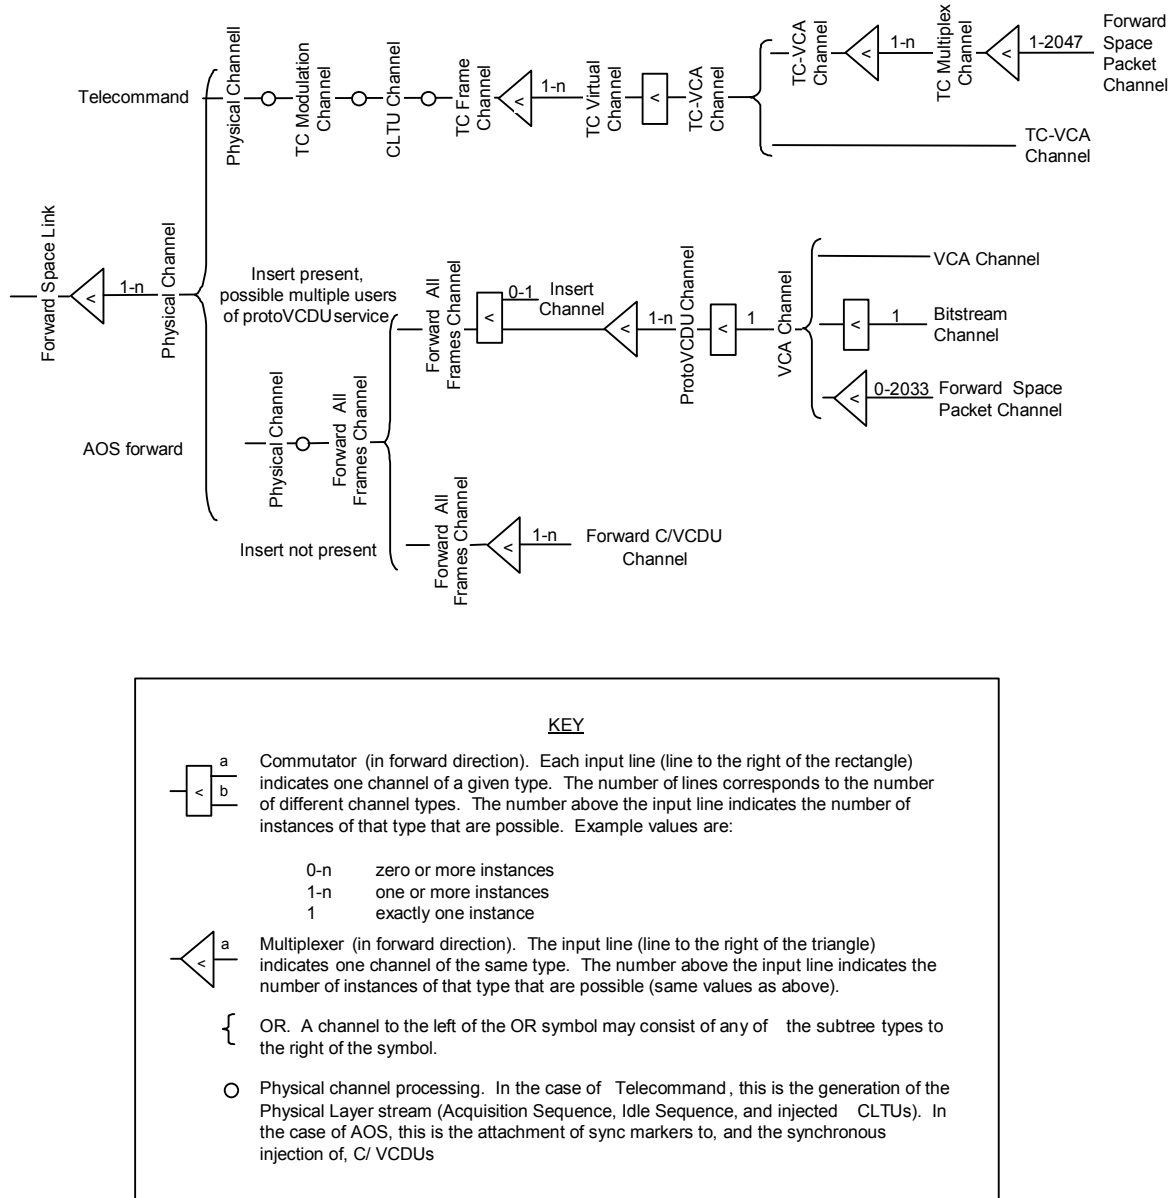 Forward Space Link
<
1-n
Physical Channel
Telecommand
Physical Channell
TC Modulation
Channel
CLTU Channel
TC Frame
Channel
<
1-n
TC Virtual
Channel
<
TC-VCA
Channel
TC-VCA
Channel
<
1-n
TC Multiplex
Channel
<
1-2047
Forward
Space
Packet
Channel
TC-VCA
Channel
Insert present,
possible multiple users
of protoVCDU service
AOS forward
Physical Channel
Forward All
Frames Channel
Forward All
Frames Channel
<
0-1
Insert
Channel
<
1-n
ProtoVCDU Channel
<
1
VCA Channel
VCA Channel
<
1
Bitstream
Channel
<
0-2033
Forward Space
Packet Channel
Insert not present
Forward All
Frames Channel
<
1-n
Forward C/VCDU
Channel
KEY
a
<
b
Commutator (in forward direction). Each input line (line to the right of the rectangle)
indicates one channel of a given type. The number of lines corresponds to the number
of different channel types. The number above the input line indicates the number of
instances of that type that are possible. Example values are:
0-n zero or more instances
1-n one or more instances
1 exactly one instance
a
<
Multiplexer (in forward direction). The input line (line to the right of the triangle)
indicates one channel of the same type. The number above the input line indicates the
number of instances of that type that are possible (same values as above).
{ OR. A channel to the left of the OR symbol may consist of any of the subtree types to
the right of the symbol.
Physical channel processing. In the case of Telecommand, this is the generation of the
Physical Layer stream (Acquisition Sequence, Idle Sequence, and injected CLTUs). In
the case of AOS, this is the attachment of sync markers to, and the synchronous
injection of, C/ VCDUs